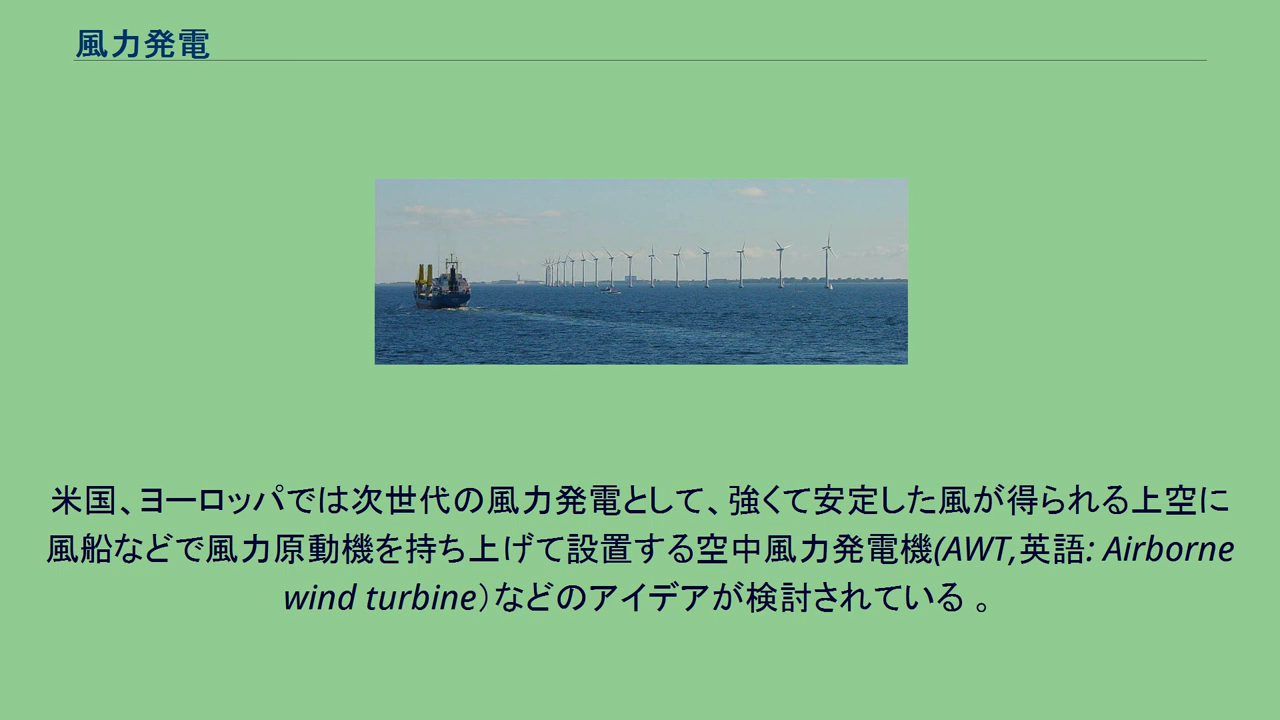 風力発電
米国、ヨーロッパでは次世代の風力発電として、強くて安定した風が得られる上空に
風船などで風力原動機を持ち上げて設置する空中風力発電機(AWT,英語: Airborne
wind turbine）などのアイデアが検討されている 。